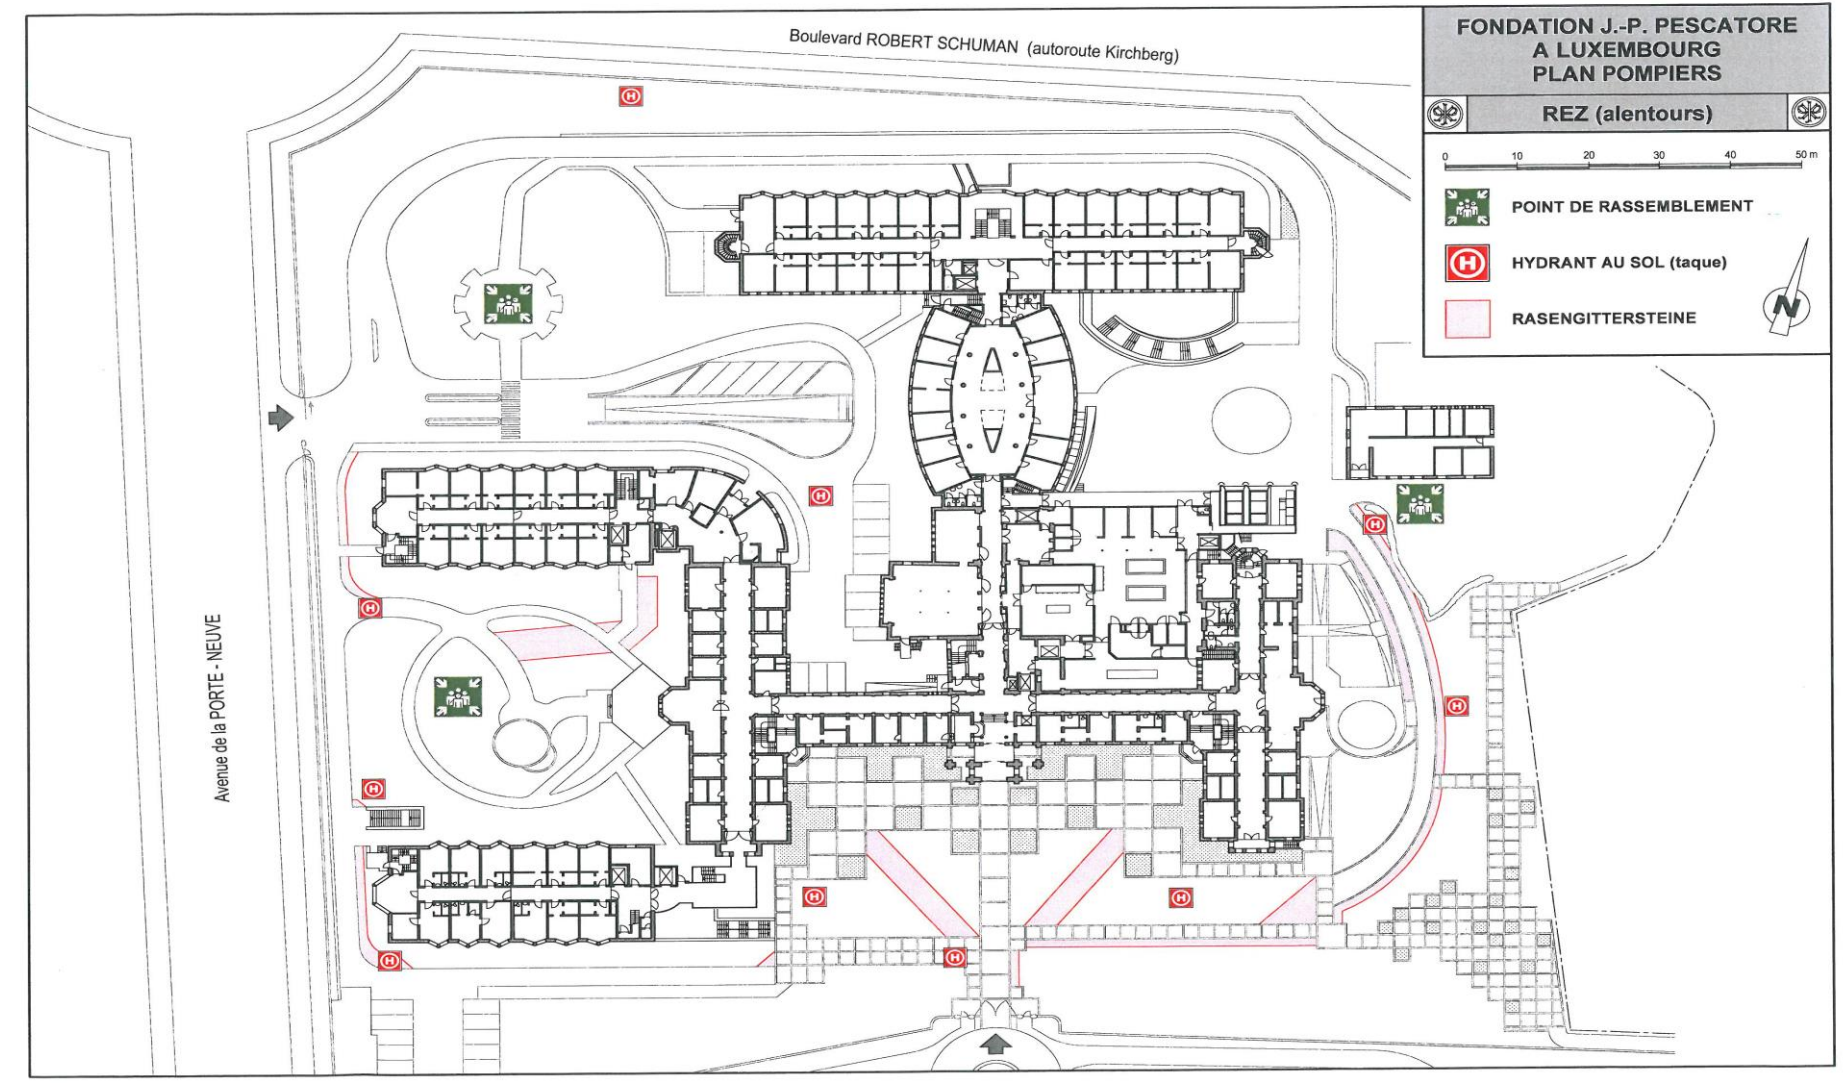 Boulevard ROBERT SCHUMAN (autoroute Kirchberg)
FONDATION J.-P. PESCATORE
A LUXEMBOURG
PLAN POMPIERS
REZ (alentours)
0 10 20 30 40 50 m
POINT DE RASSEMBLEMENT
H HYDRANT AU SOL (taque)
RASENGITTERSTEINE
N
Avenue de la PORTE - NEUVE
H
H
H
H
H
H
H
H
H
H